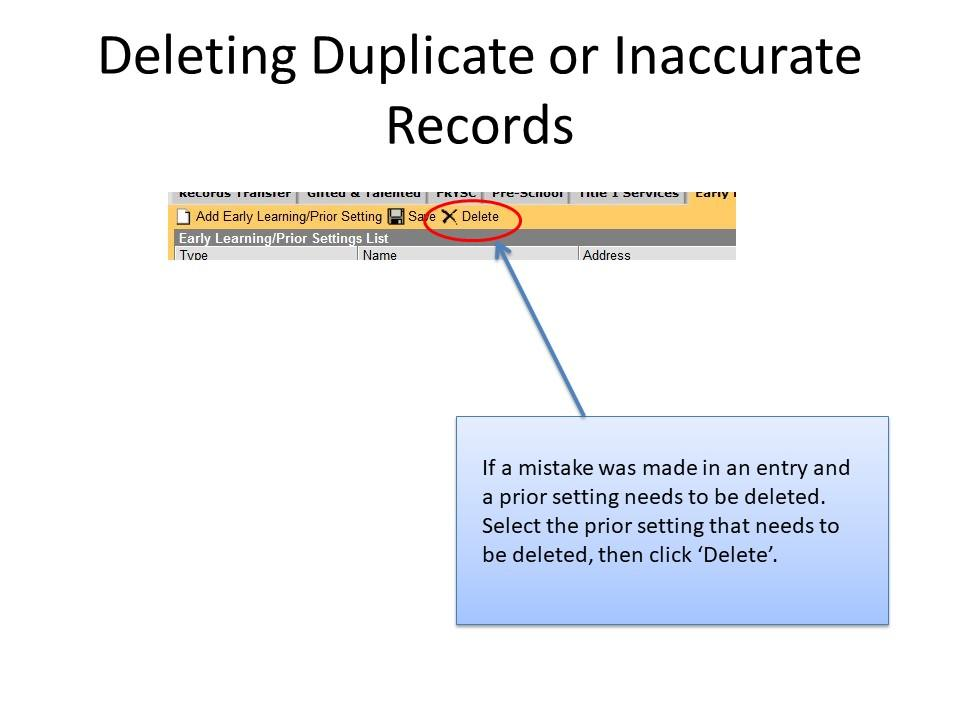 Deleting Duplicate or Inaccurate
Records
Records Transfer Gifted & Talented FRYSC Pre-School Title 1 Services Early
Add Early Learning/Prior Setting Save Delete
Early Learning/Prior Settings List
Type Name Address
If a mistake was made in an entry and
a prior setting needs to be deleted.
Select the prior setting that needs to
be deleted, then click ‘Delete’.